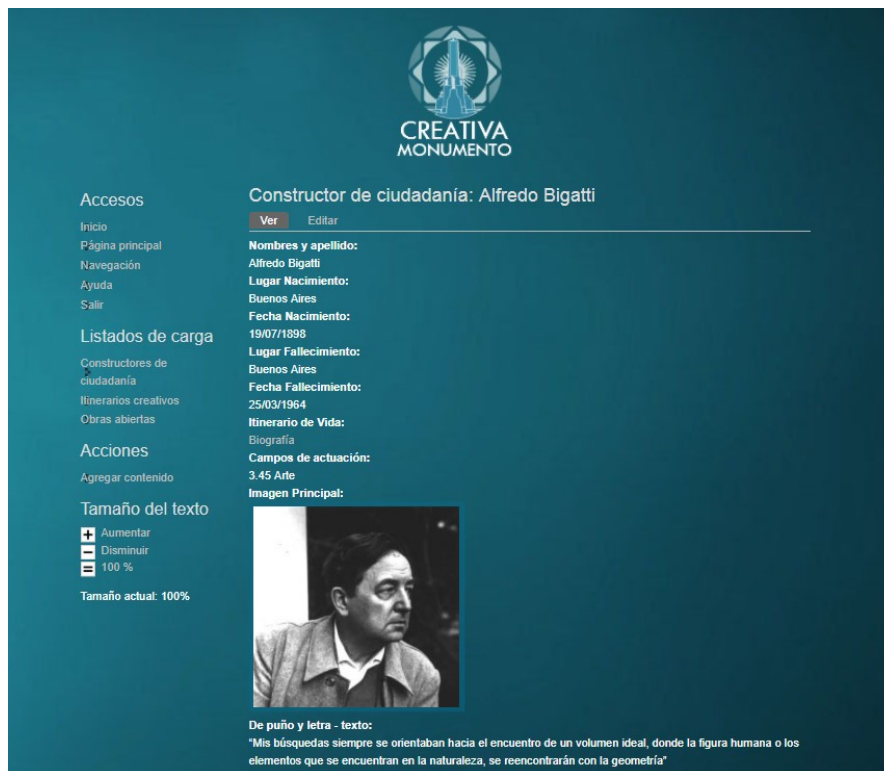 CREATIVA
MONUMENTO
Accesos
Inicio
Página principal
Navegación
Ayuda
Salir
Listados de carga
Constructores de
ciudadanía
Itinerarios creativos
Obras abiertas
Acciones
Agregar contenido
Tamaño del texto
+ Aumentar
− Disminuir
= 100 %
Tamaño actual: 100%
Constructor de ciudadanía: Alfredo Bigatti
Ver Editar
Nombres y apellido:
Alfredo Bigatti
Lugar Nacimiento:
Buenos Aires
Fecha Nacimiento:
19/07/1898
Lugar Fallecimiento:
Buenos Aires
Fecha Fallecimiento:
25/03/1964
Itinerario de Vida:
Biografía
Campos de actuación:
3.45 Arte
Imagen Principal:
De puño y letra - texto:
"Mis búsquedas siempre se orientaban hacia el encuentro de un volumen ideal, donde la figura humana o los
elementos que se encuentran en la naturaleza, se reencontrarán con la geometría"